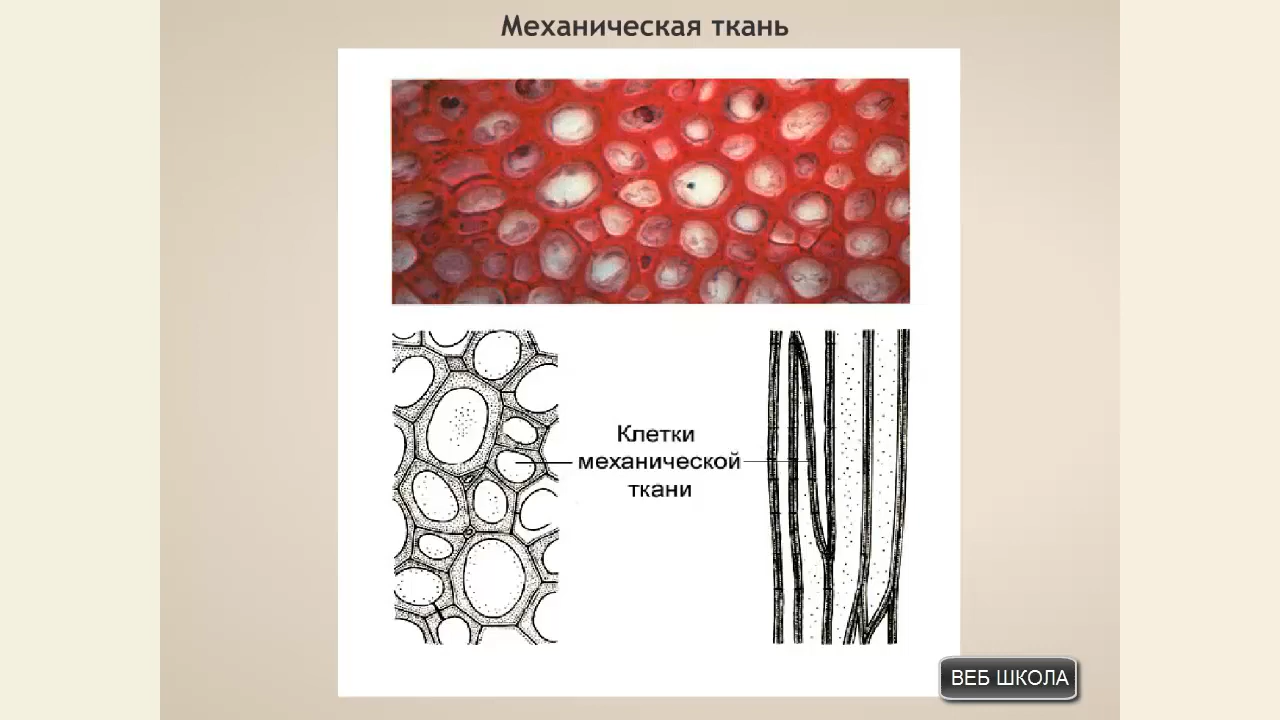 Механическая ткань
Клетки
механической
ткани
ВЕБ ШКОЛА